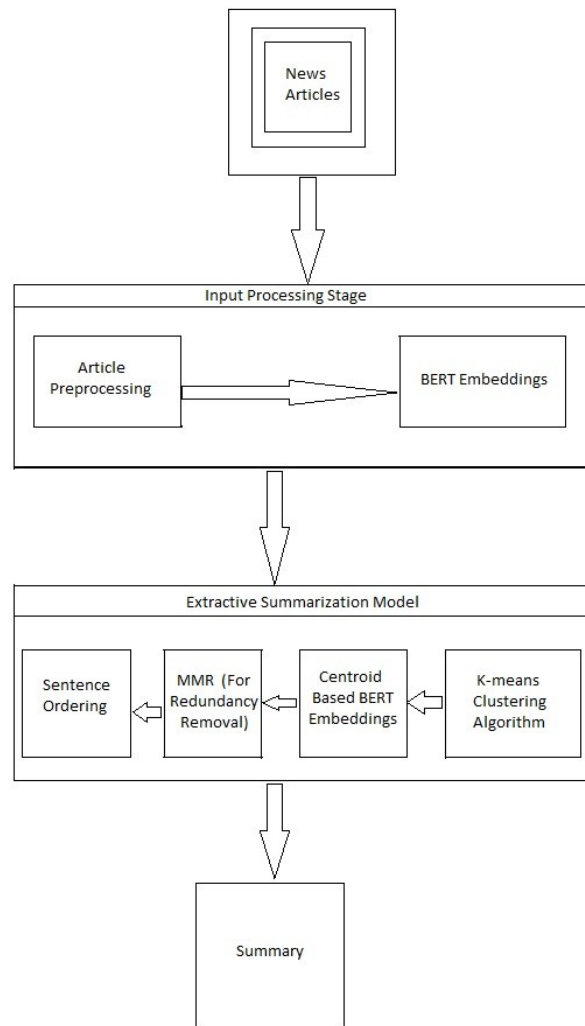 News
Articles
Input Processing Stage
Article
Preprocessing
BERT Embeddings
Extractive Summarization Model
Sentence
Ordering
MMR (For
Redundancy
Removal)
Centroid
Based BERT
Embeddings
K-means
Clustering
Algorithm
Summary